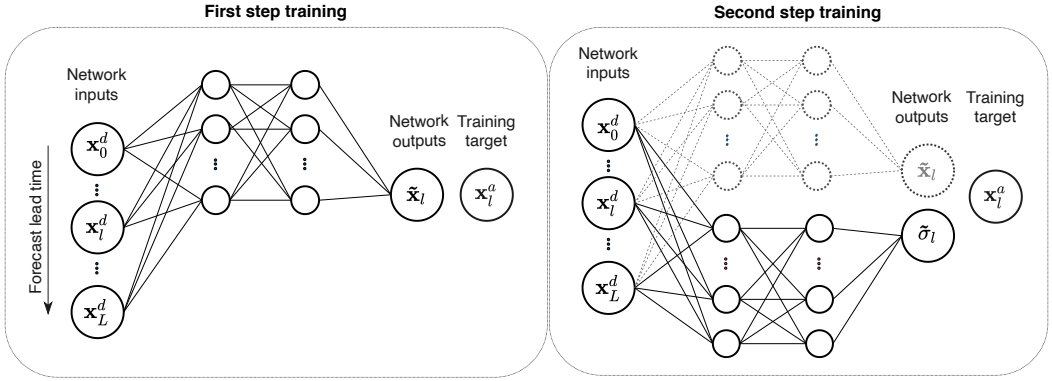 First step training
Network
inputs
Forecast lead time
x_0^d
x_l^d
x_L^d
Network
outputs
x̃_l
Training
target
x_l^a
Second step training
Network
inputs
x_0^d
x_l^d
x_L^d
Network
outputs
x̃_l
σ̃_l
Training
target
x_l^a